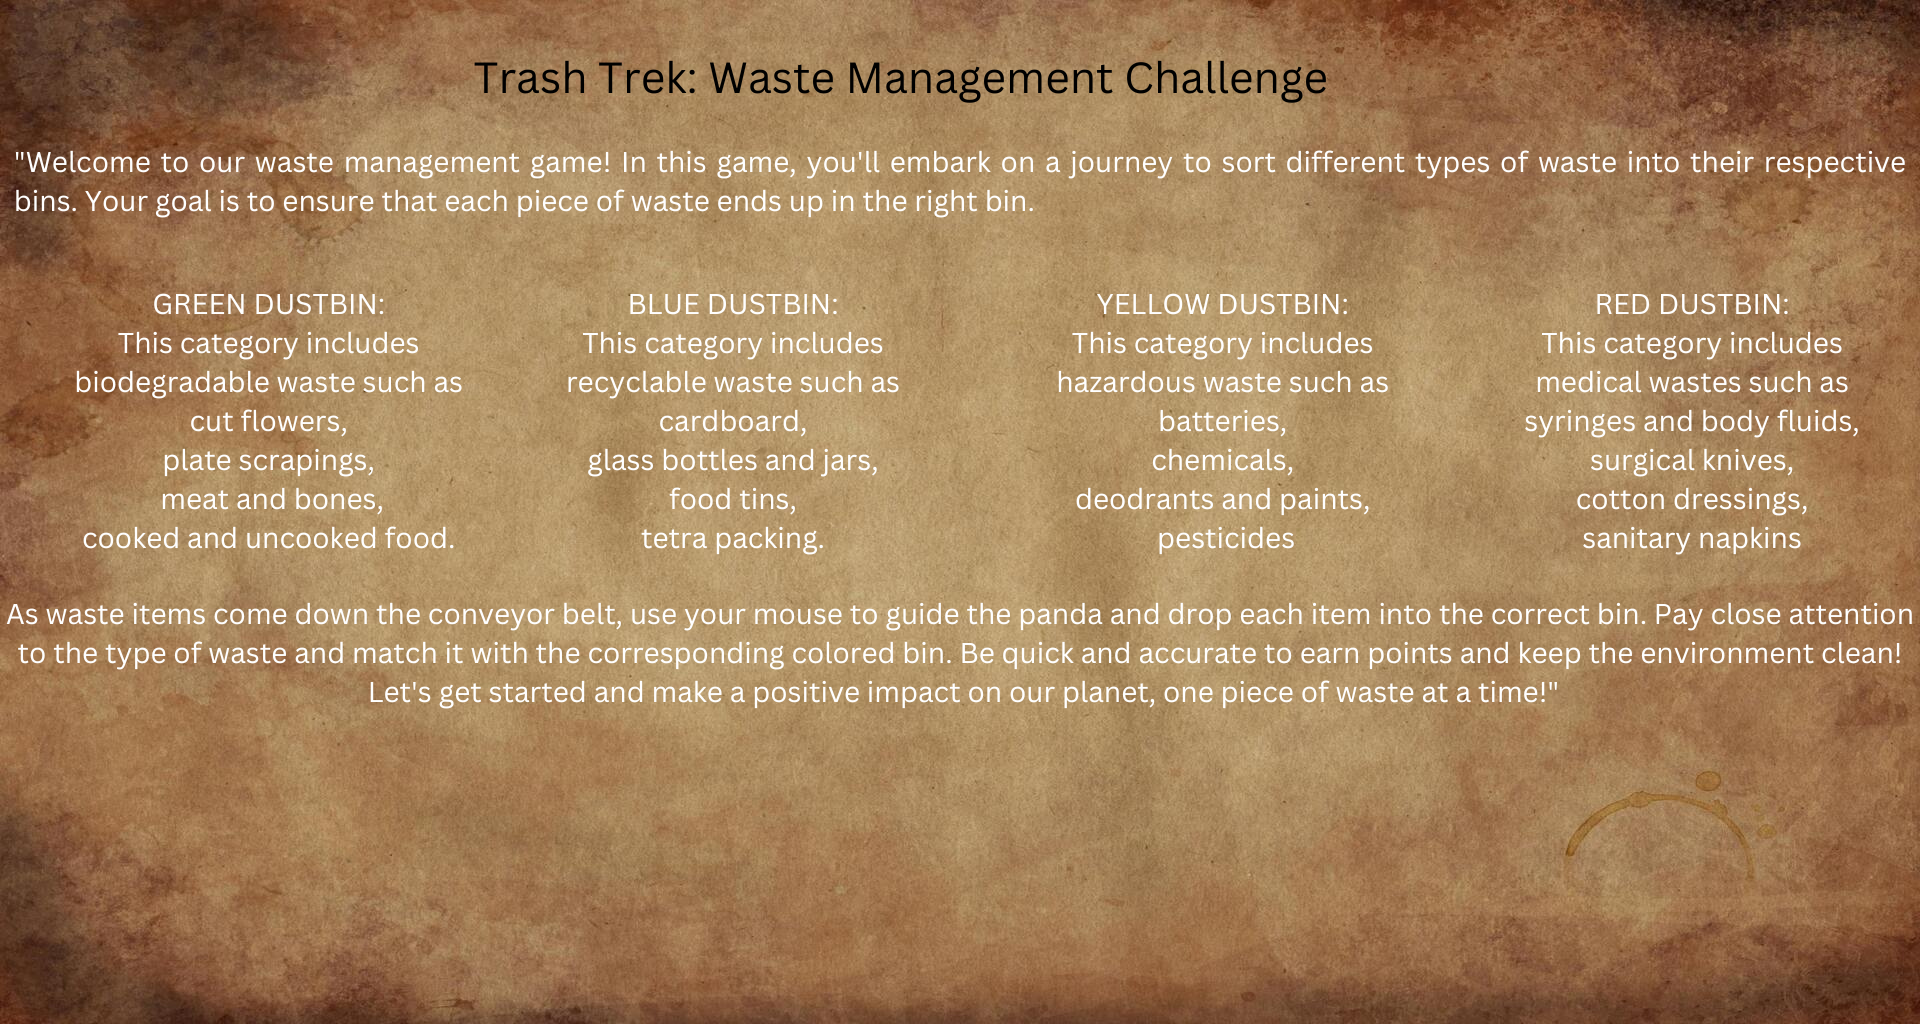 Trash Trek: Waste Management Challenge
"Welcome to our waste management game! In this game, you'll embark on a journey to sort different types of waste into their respective
bins. Your goal is to ensure that each piece of waste ends up in the right bin.
GREEN DUSTBIN:
This category includes
biodegradable waste such as
cut flowers,
plate scrapings,
meat and bones,
cooked and uncooked food.
BLUE DUSTBIN:
This category includes
recyclable waste such as
cardboard,
glass bottles and jars,
food tins,
tetra packing.
YELLOW DUSTBIN:
This category includes
hazardous waste such as
batteries,
chemicals,
deodrants and paints,
pesticides
RED DUSTBIN:
This category includes
medical wastes such as
syringes and body fluids,
surgical knives,
cotton dressings,
sanitary napkins
As waste items come down the conveyor belt, use your mouse to guide the panda and drop each item into the correct bin. Pay close attention
to the type of waste and match it with the corresponding colored bin. Be quick and accurate to earn points and keep the environment clean!
Let's get started and make a positive impact on our planet, one piece of waste at a time!"